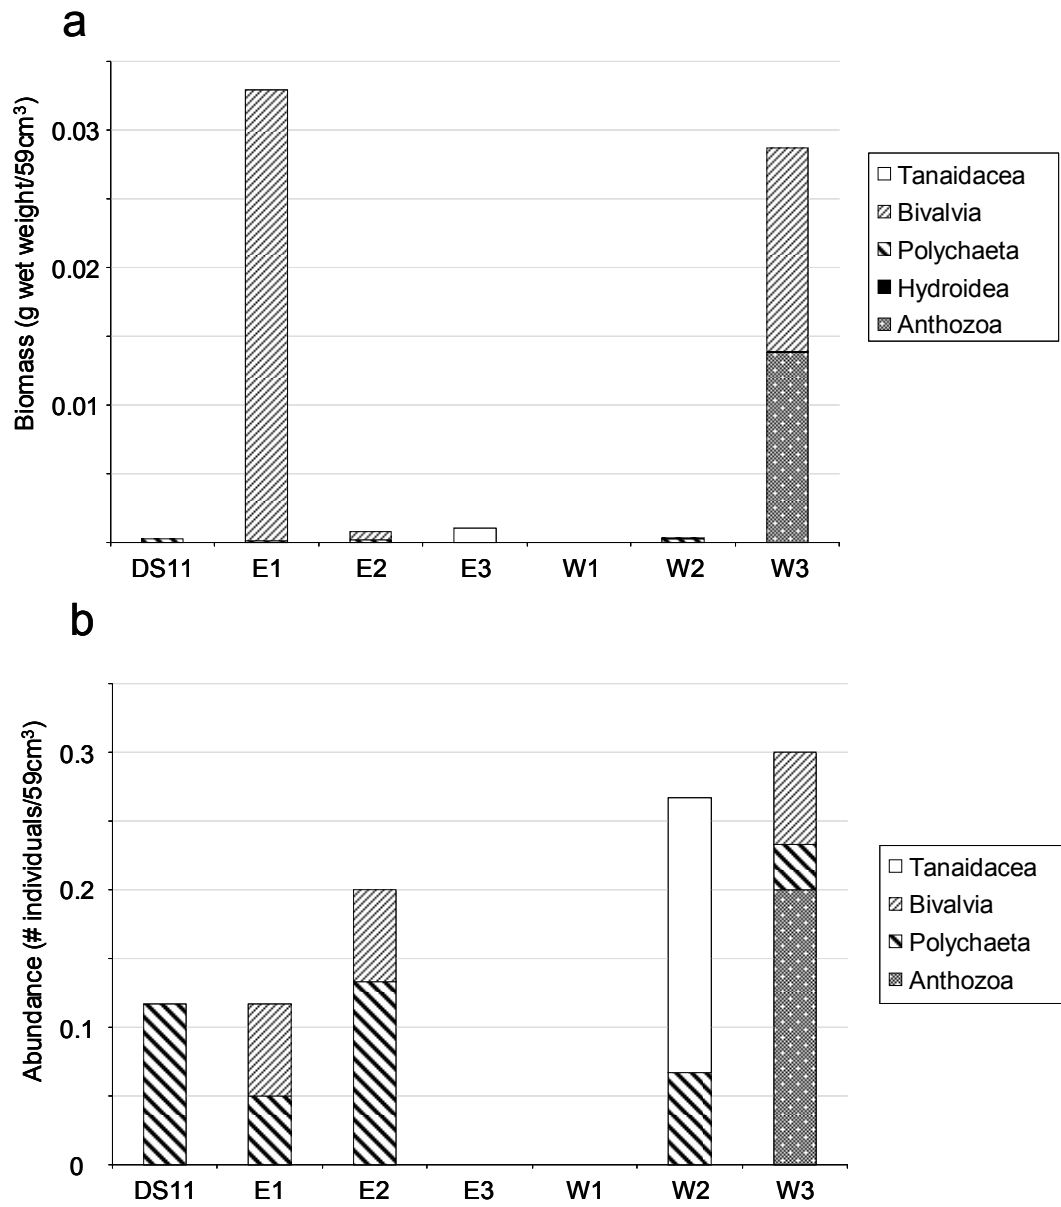 a
Biomass (g wet weight/59cm³)
0.03
0.02
0.01
DS11 E1 E2 E3 W1 W2 W3
Tanaidacea
Bivalvia
Polychaeta
Hydroidea
Anthozoa
b
Abundance (# individuals/59cm³)
0.3
0.2
0.1
0
DS11 E1 E2 E3 W1 W2 W3
Tanaidacea
Bivalvia
Polychaeta
Anthozoa